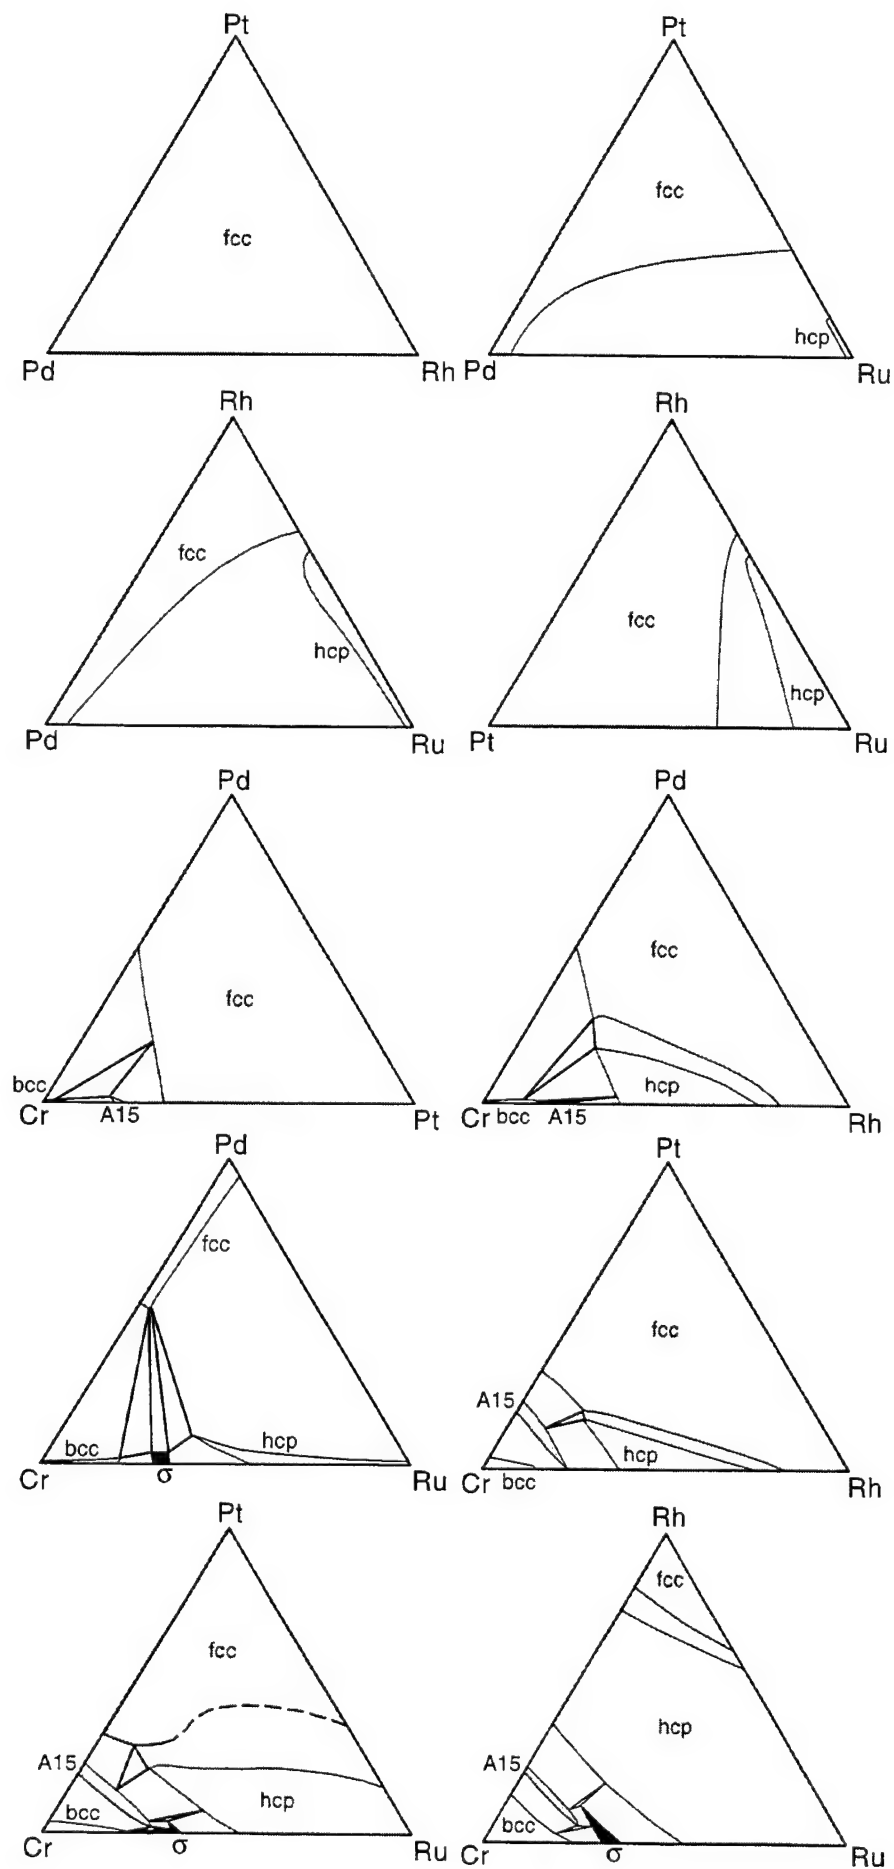 Pt Pt
fcc
fcc
hcp
Pd Rh Pd Ru
Rh Rh
fcc
fcc
hcp
hcp
Pd Ru Pt Ru
Pd Pd
fcc
fcc
bcc
hcp
Cr A15 Pt Cr bcc A15 Rh
Pd Pt
fcc
fcc
A15
bcc hcp
hcp
Cr σ Ru Cr bcc Rh
Pt Rh
fcc
fcc
hcp
A15 A15
hcp
bcc bcc
Cr σ Ru Cr σ Ru